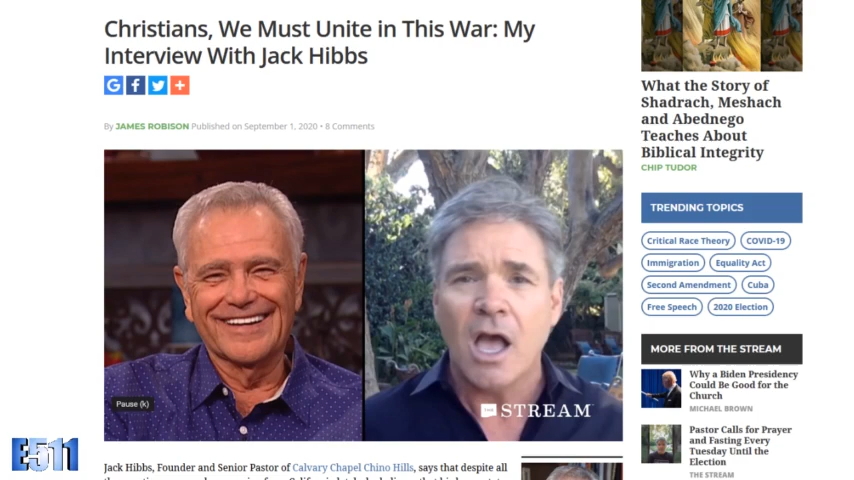 Christians, We Must Unite in This War: My
Interview With Jack Hibbs
By JAMES ROBISON Published on September 1, 2020 • 8 Comments
Pause (k)
STREAM
Jack Hibbs, Founder and Senior Pastor of Calvary Chapel Chino Hills, says that despite all
What the Story of
Shadrach, Meshach
and Abednego
Teaches About
Biblical Integrity
CHIP TUDOR
TRENDING TOPICS
Critical Race Theory
COVID-19
Immigration
Equality Act
Second Amendment
Cuba
Free Speech
2020 Election
MORE FROM THE STREAM
Why a Biden Presidency
Could Be Good for the
Church
MICHAEL BROWN
Pastor Calls for Prayer
and Fasting Every
Tuesday Until the
Election
THE STREAM
E511